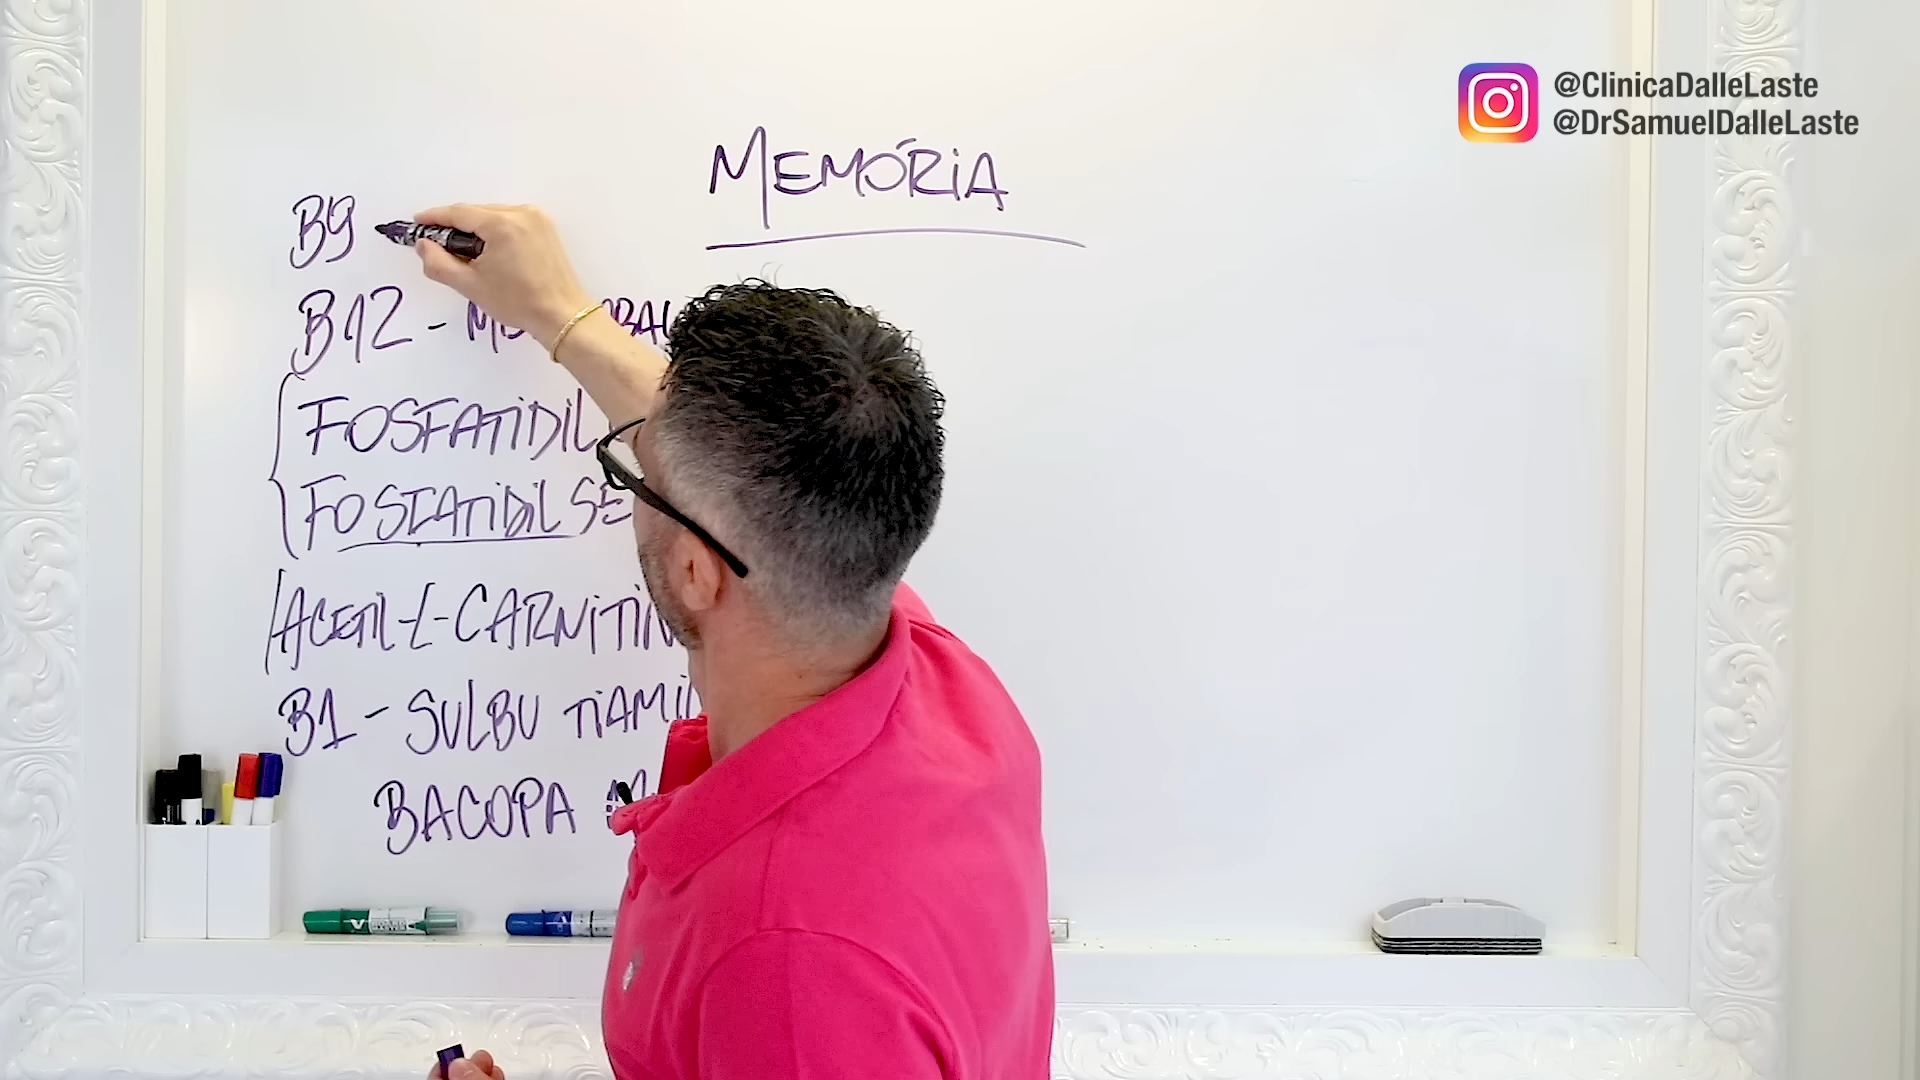 @ClinicaDalleLaste
@DrSamuelDalleLaste
MEMÓRIA
B9
B12 -
FOSFATIDIL
FOSFATIDIL SE
ACETIL-L-CARNITIN
B1 - SULBU TIAMI
BACOPA